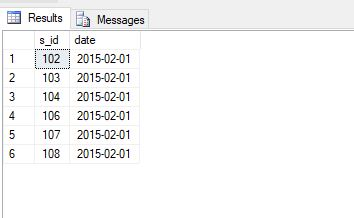 Results Messages
s_id date
1 102 2015-02-01
2 103 2015-02-01
3 104 2015-02-01
4 106 2015-02-01
5 107 2015-02-01
6 108 2015-02-01